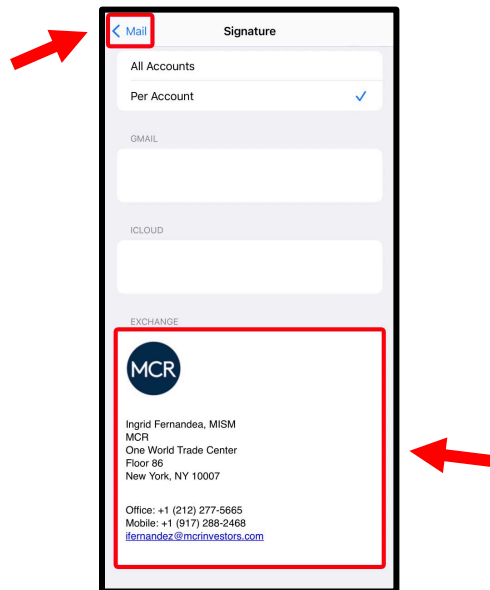 Mail
Signature
All Accounts
Per Account
GMAIL
ICLOUD
EXCHANGE
MCR
Ingrid Fernandea, MISM
MCR
One World Trade Center
Floor 86
New York, NY 10007
Office: +1 (212) 277-5665
Mobile: +1 (917) 288-2468
ifernandez@mcrinvestors.com